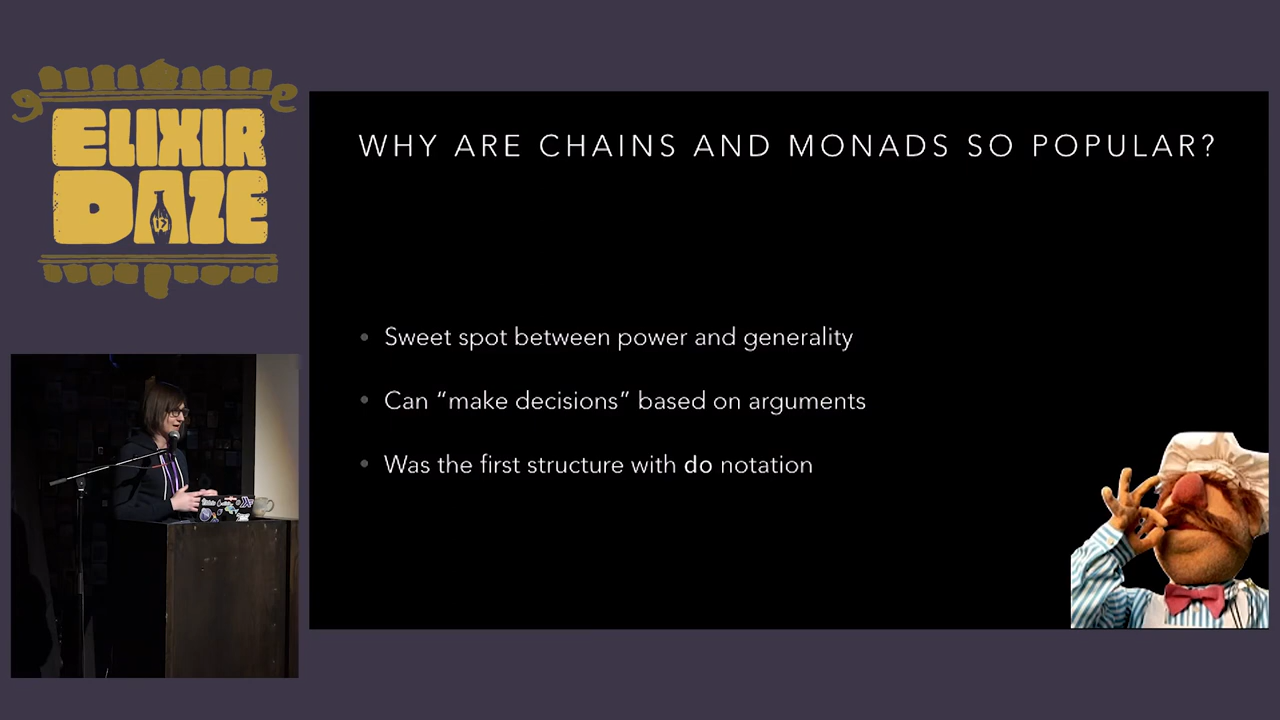 ELIXIR
DAZE
WHY ARE CHAINS AND MONADS SO POPULAR?
• Sweet spot between power and generality
• Can “make decisions” based on arguments
• Was the first structure with do notation